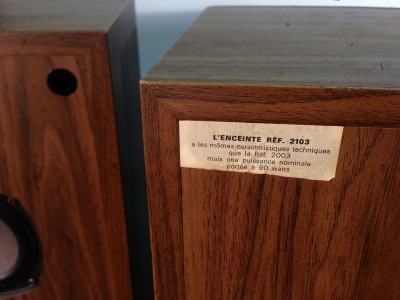 L'ENCEINTE RÉF. 2103
a les mêmes caractéristiques techniques
que la Réf. 2003
mais une puissance nominale
portée à 90 watts